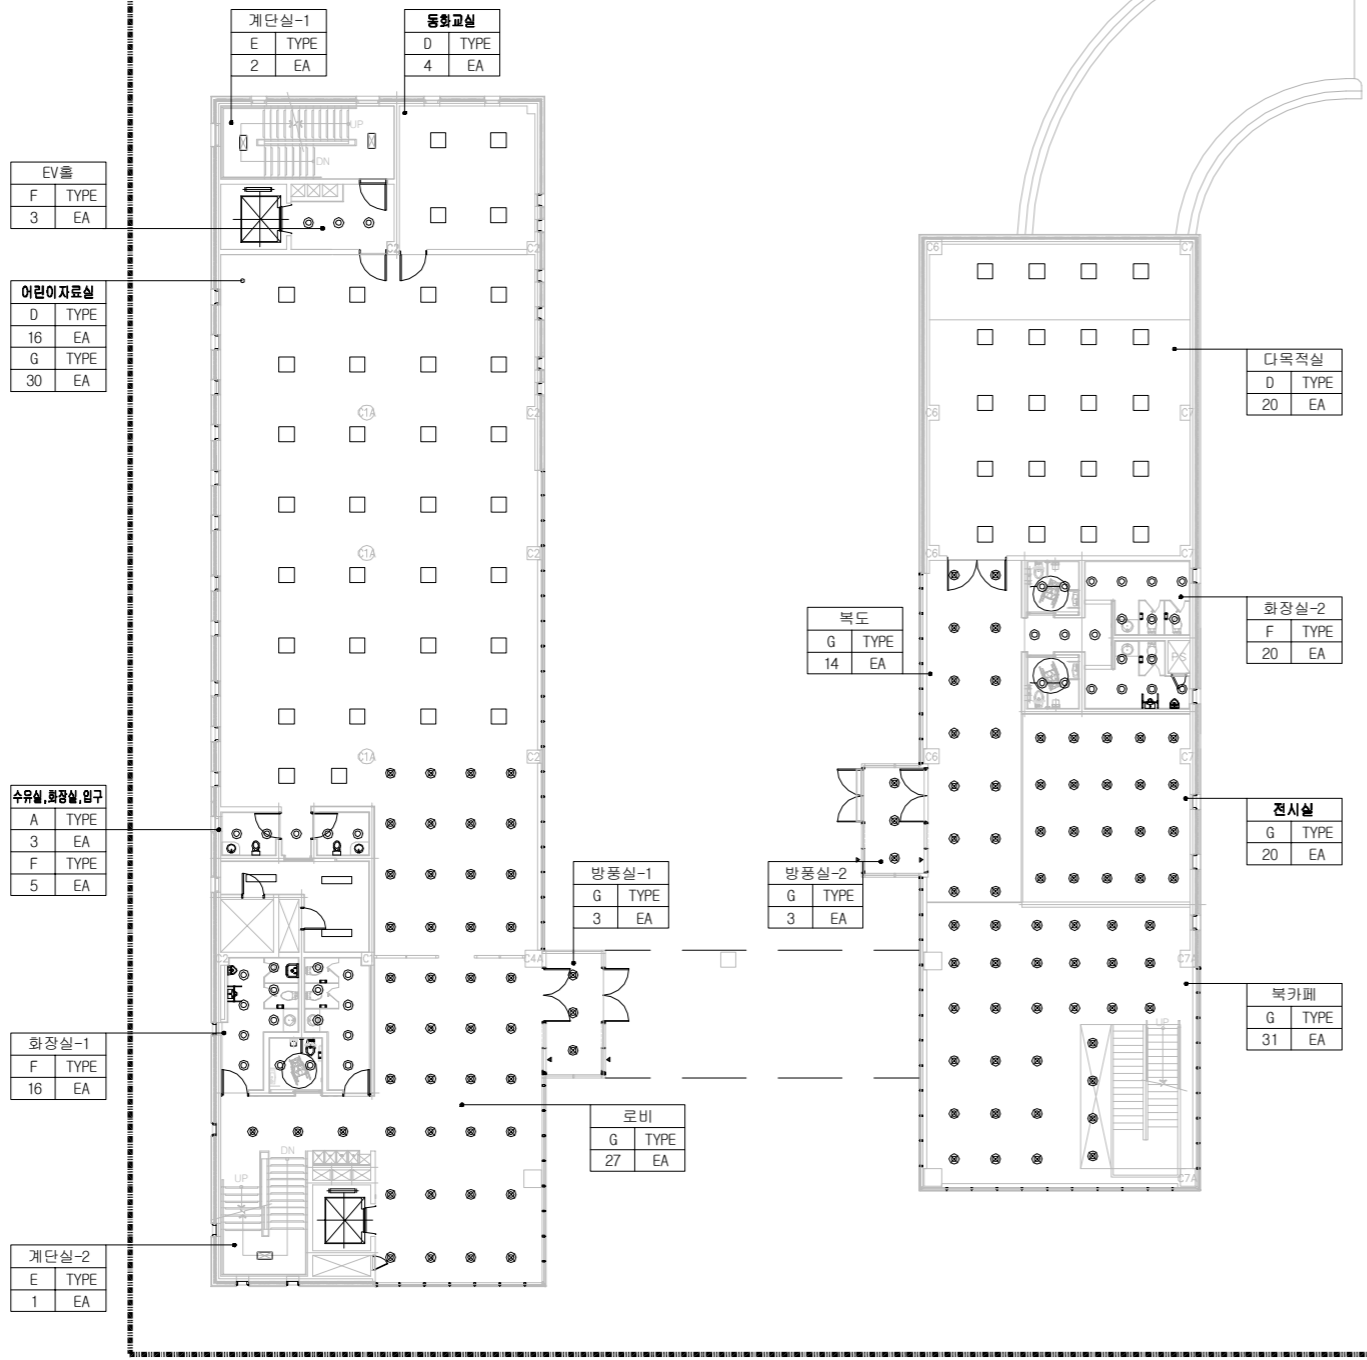 계단실-1
E TYPE
2 EA
동화교실
D TYPE
4 EA
EV홀
F TYPE
3 EA
어린이자료실
D TYPE
16 EA
G TYPE
30 EA
수유실,화장실,입구
A TYPE
3 EA
F TYPE
5 EA
화장실-1
F TYPE
16 EA
계단실-2
E TYPE
1 EA
UP
DN
C2
C2
C1A
C2
C1A
C2
C1A
C2
C4A
DN
UP
방풍실-1
G TYPE
3 EA
로비
G TYPE
27 EA
복도
G TYPE
14 EA
방풍실-2
G TYPE
3 EA
C6
C7
C6
C7
C6
C7
PS
C6
C7
C7A
UP
C7A
다목적실
D TYPE
20 EA
화장실-2
F TYPE
20 EA
전시실
G TYPE
20 EA
북카페
G TYPE
31 EA